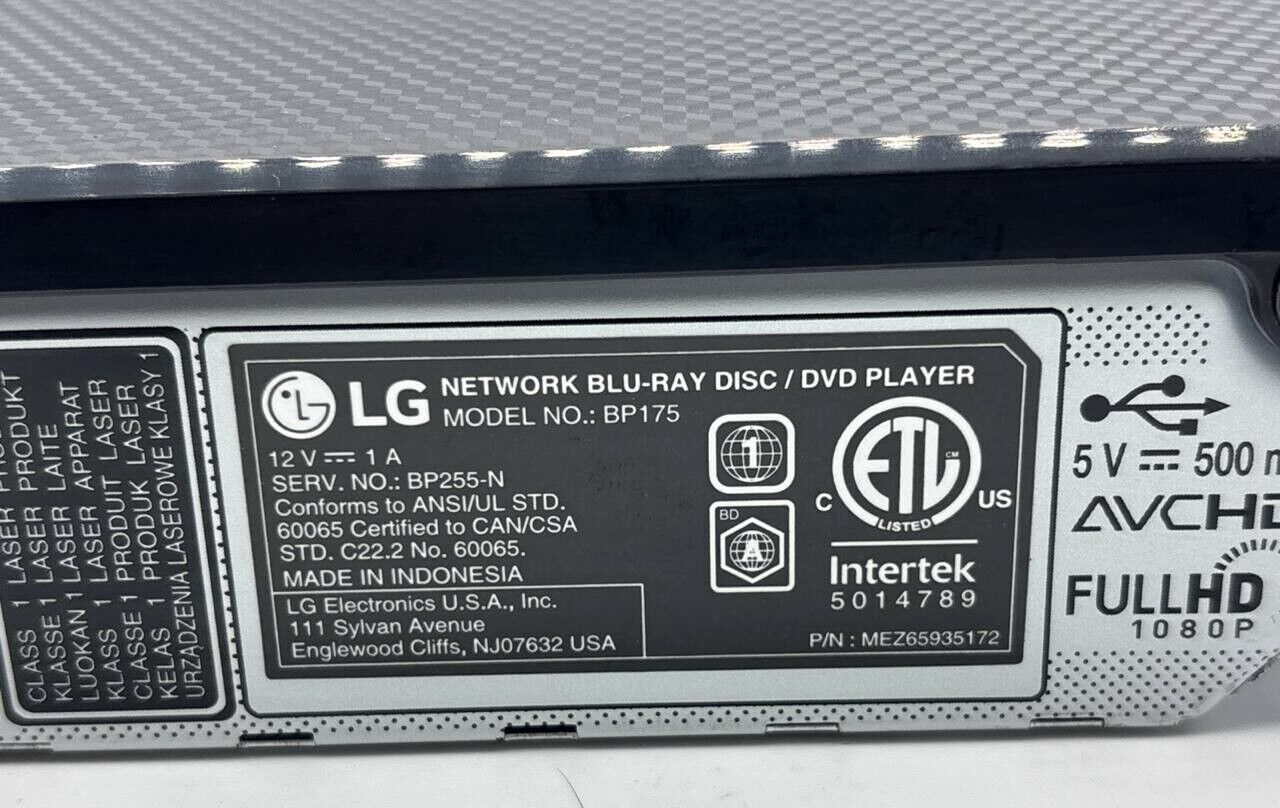 CLASS 1 LASER
KLASSE 1 LASER PRODUKT
LUOKAN 1 LASER LAITE
KLASS 1 LASER APPARAT
CLASSE 1 PRODUIT LASER
KELAS 1 PRODUK LASER
URZĄDZENIA LASEROWE KLASY 1
LG NETWORK BLU-RAY DISC / DVD PLAYER
MODEL NO.: BP175
12 V ⎓ 1 A
SERV. NO.: BP255-N
Conforms to ANSI/UL STD.
60065 Certified to CAN/CSA
STD. C22.2 No. 60065.
MADE IN INDONESIA
LG Electronics U.S.A., Inc.
111 Sylvan Avenue
Englewood Cliffs, NJ07632 USA
1
BD
A
C ETL CM US
LISTED
Intertek
5014789
P/N : MEZ65935172
5 V ⎓ 500
AVCHD
FULL HD
1080P